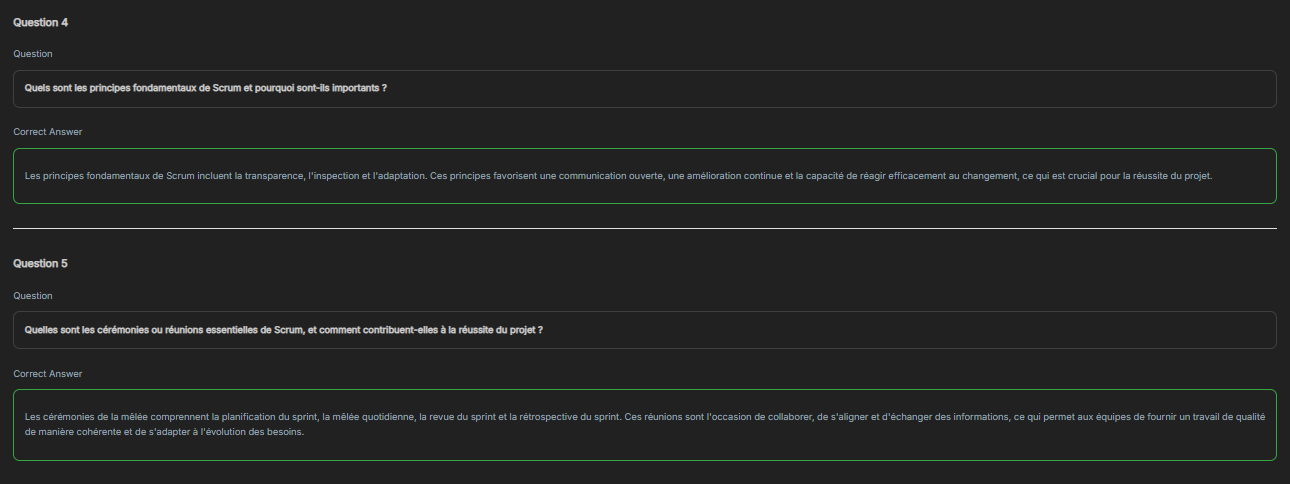 Question 4
Question
Quels sont les principes fondamentaux de Scrum et pourquoi sont-ils importants ?
Correct Answer
Les principes fondamentaux de Scrum incluent la transparence, l'inspection et l'adaptation. Ces principes favorisent une communication ouverte, une amélioration continue et la capacité de réagir efficacement au changement, ce qui est crucial pour la réussite du projet.
Question 5
Question
Quelles sont les cérémonies ou réunions essentielles de Scrum, et comment contribuent-elles à la réussite du projet ?
Correct Answer
Les cérémonies de la mêlée comprennent la planification du sprint, la mêlée quotidienne, la revue du sprint et la rétrospective du sprint. Ces réunions sont l'occasion de collaborer, de s'aligner et d'échanger des informations, ce qui permet aux équipes de fournir un travail de qualité
de manière cohérente et de s'adapter à l'évolution des besoins.